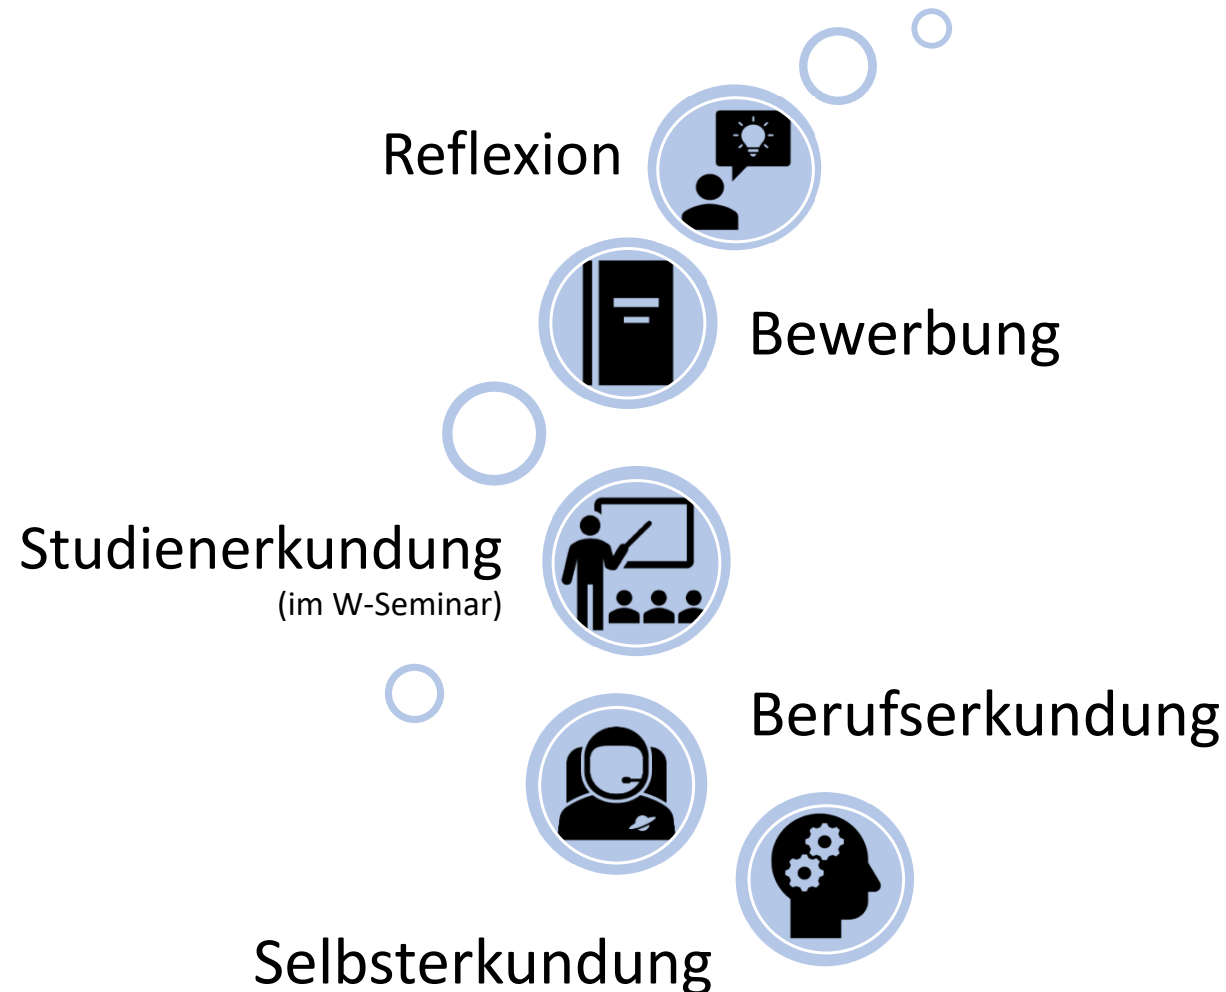 Reflexion
Bewerbung
Studienerkundung
(im W-Seminar)
Berufserkundung
Selbsterkundung